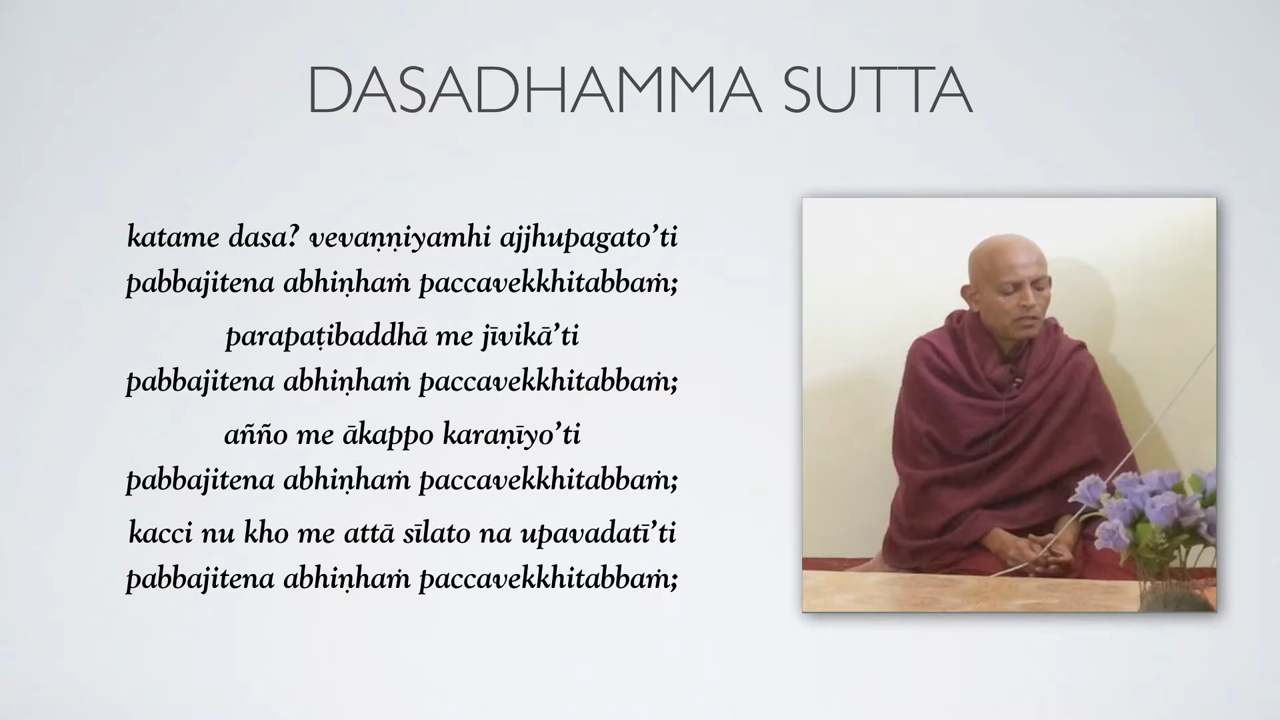 DASADHAMMA SUTTA
katame dasa? vevaṇṇiyamhi ajjhupagato’ti
pabbajitena abhiṇhaṁ paccavekkhitabbaṁ;
parapaṭibaddhā me jīvikā’ti
pabbajitena abhiṇhaṁ paccavekkhitabbaṁ;
añño me ākappo karaṇīyo’ti
pabbajitena abhiṇhaṁ paccavekkhitabbaṁ;
kacci nu kho me attā sīlato na upavadatī’ti
pabbajitena abhiṇhaṁ paccavekkhitabbaṁ;